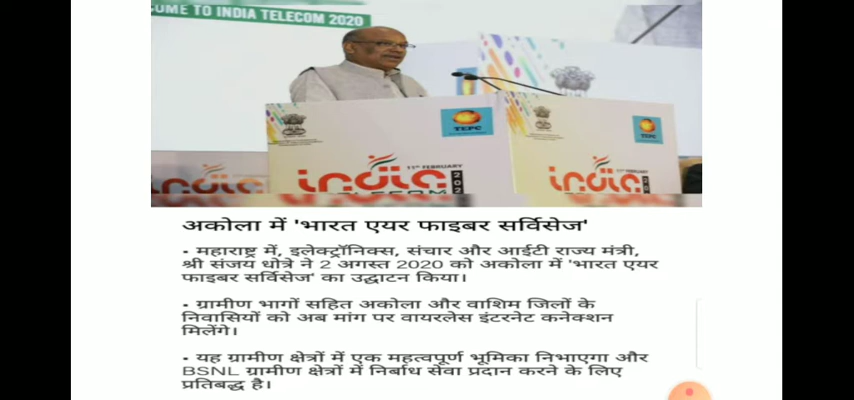 COME TO INDIA TELECOM 2020
TEPC
11TH FEBRUARY
11TH FEBRUARY
india
india
अकोला में 'भारत एयर फाइबर सर्विसेज'
• महाराष्ट्र में, इलेक्ट्रॉनिक्स, संचार और आईटी राज्य मंत्री,
श्री संजय धोत्रे ने 2 अगस्त 2020 को अकोला में 'भारत एयर
फाइबर सर्विसेज' का उद्घाटन किया।
• ग्रामीण भागों सहित अकोला और वाशिम जिलों के
निवासियों को अब मांग पर वायरलेस इंटरनेट कनेक्शन
मिलेंगे।
• यह ग्रामीण क्षेत्रों में एक महत्वपूर्ण भूमिका निभाएगा और
BSNL ग्रामीण क्षेत्रों में निर्बाध सेवा प्रदान करने के लिए
प्रतिबद्ध है।